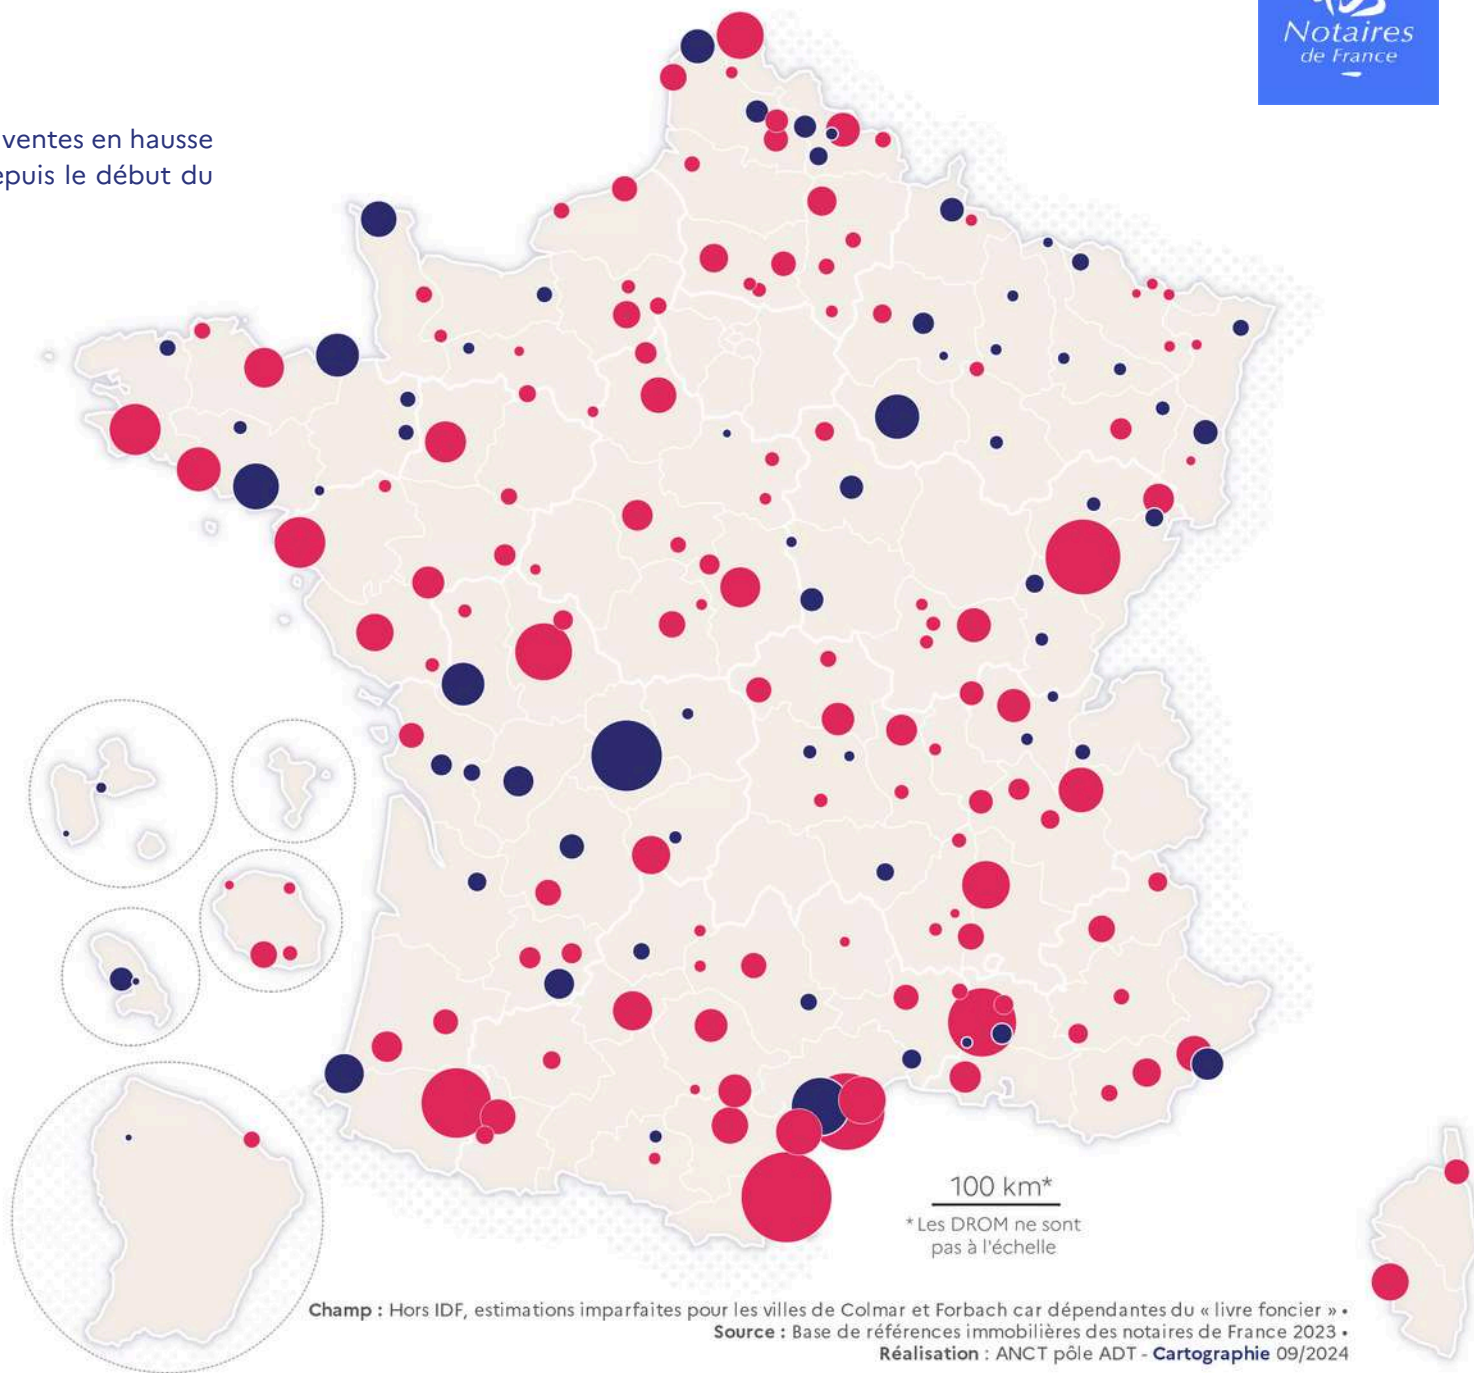 Notaires
de France
ventes en hausse
epuis le début du
100 km*
*Les DROM ne sont
pas à l'échelle
Champ : Hors IDF, estimations imparfaites pour les villes de Colmar et Forbach car dépendantes du « livre foncier » •
Source : Base de références immobilières des notaires de France 2023 •
Réalisation : ANCT pôle ADT - Cartographie 09/2024